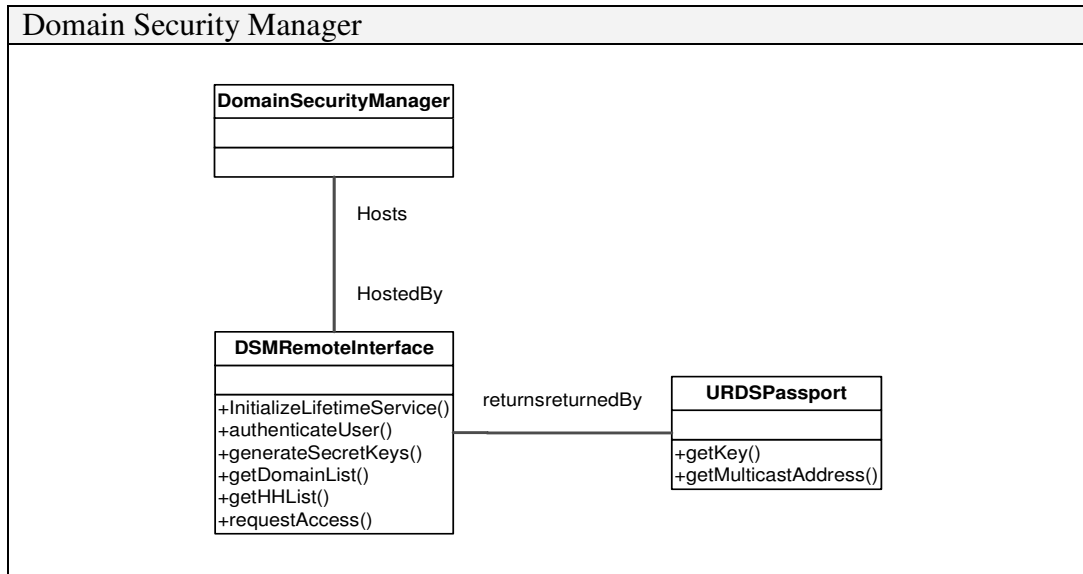 Domain Security Manager
DomainSecurityManager
Hosts
HostedBy
DSMRemoteInterface
+InitializeLifetimeService()
+authenticateUser()
+generateSecretKeys()
+getDomainList()
+getHHList()
+requestAccess()
returnsreturnedBy
URDSPassport
+getKey()
+getMulticastAddress()